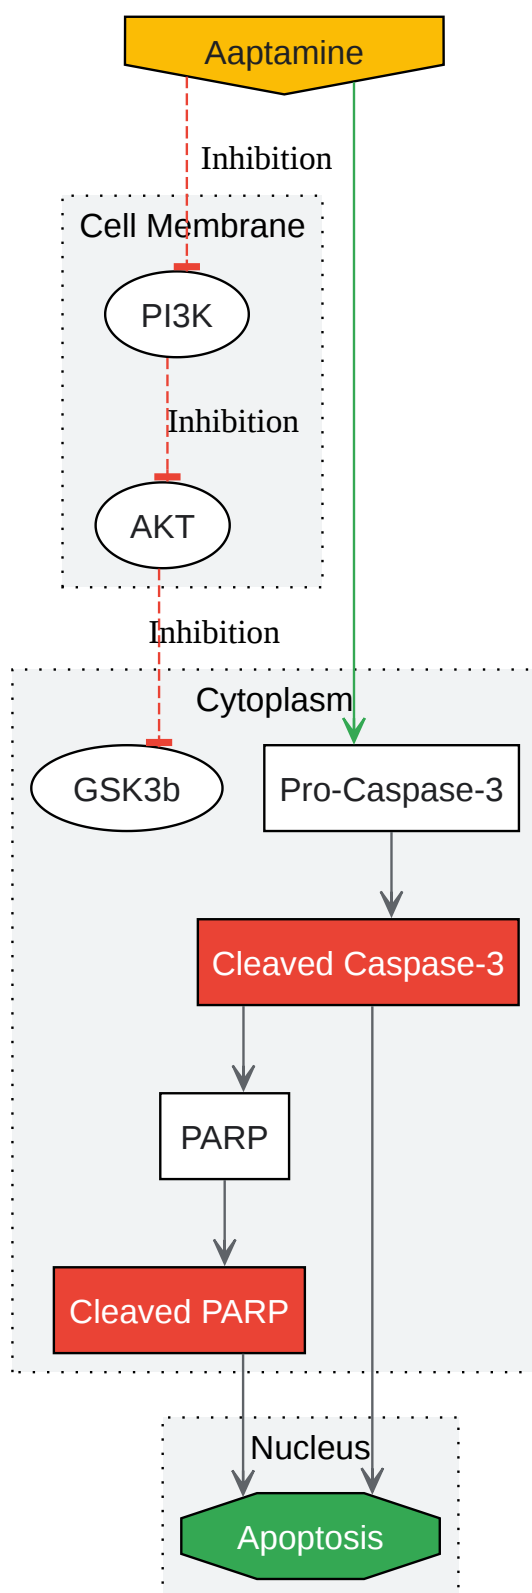 Aaptamine
Inhibition
Cell Membrane
PI3K
Inhibition
AKT
Inhibition
Cytoplasm
GSK3b
Pro-Caspase-3
Cleaved Caspase-3
PARP
Cleaved PARP
Nucleus
Apoptosis